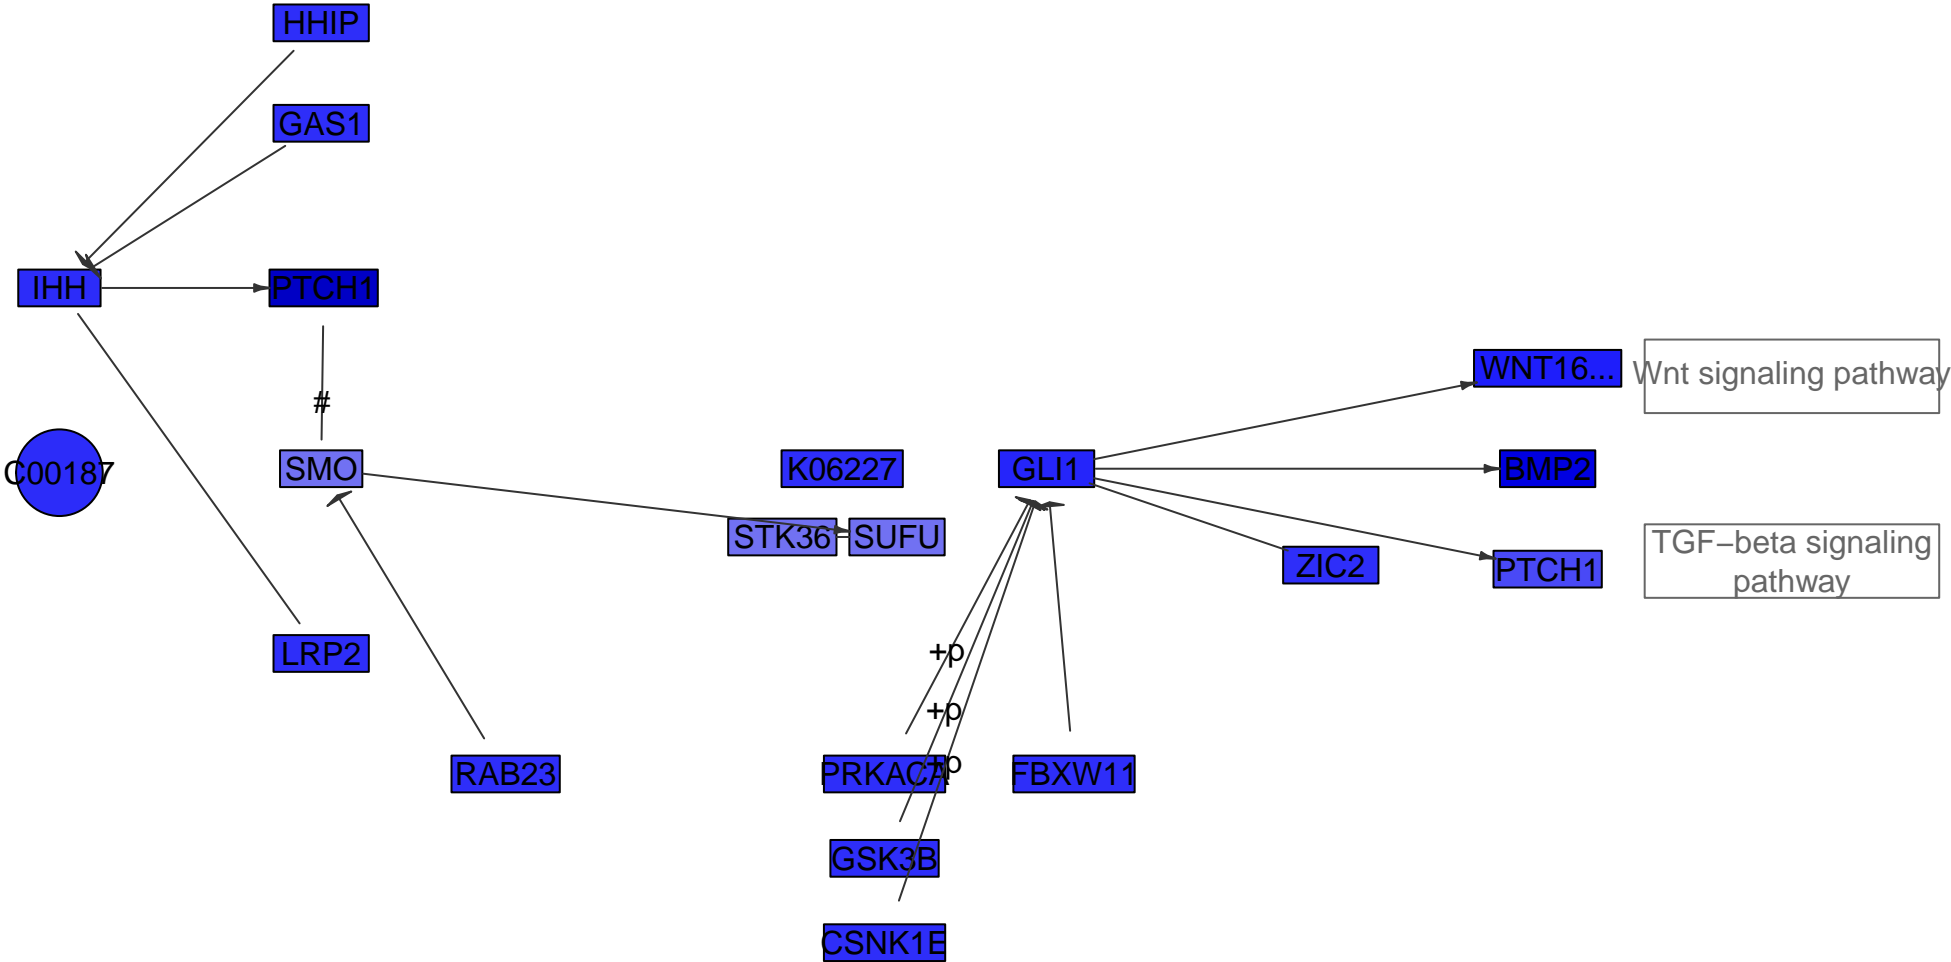 HHIP
GAS1
IHH
PTCH1
WNT16...
Wnt signaling pathway
#
C00187
SMO
K06227
GLI1
BMP2
STK36
SUFU
TGF−beta signaling
pathway
ZIC2
PTCH1
LRP2
+p
+p
+p
RAB23
PRKACA
FBXW11
GSK3B
CSNK1E